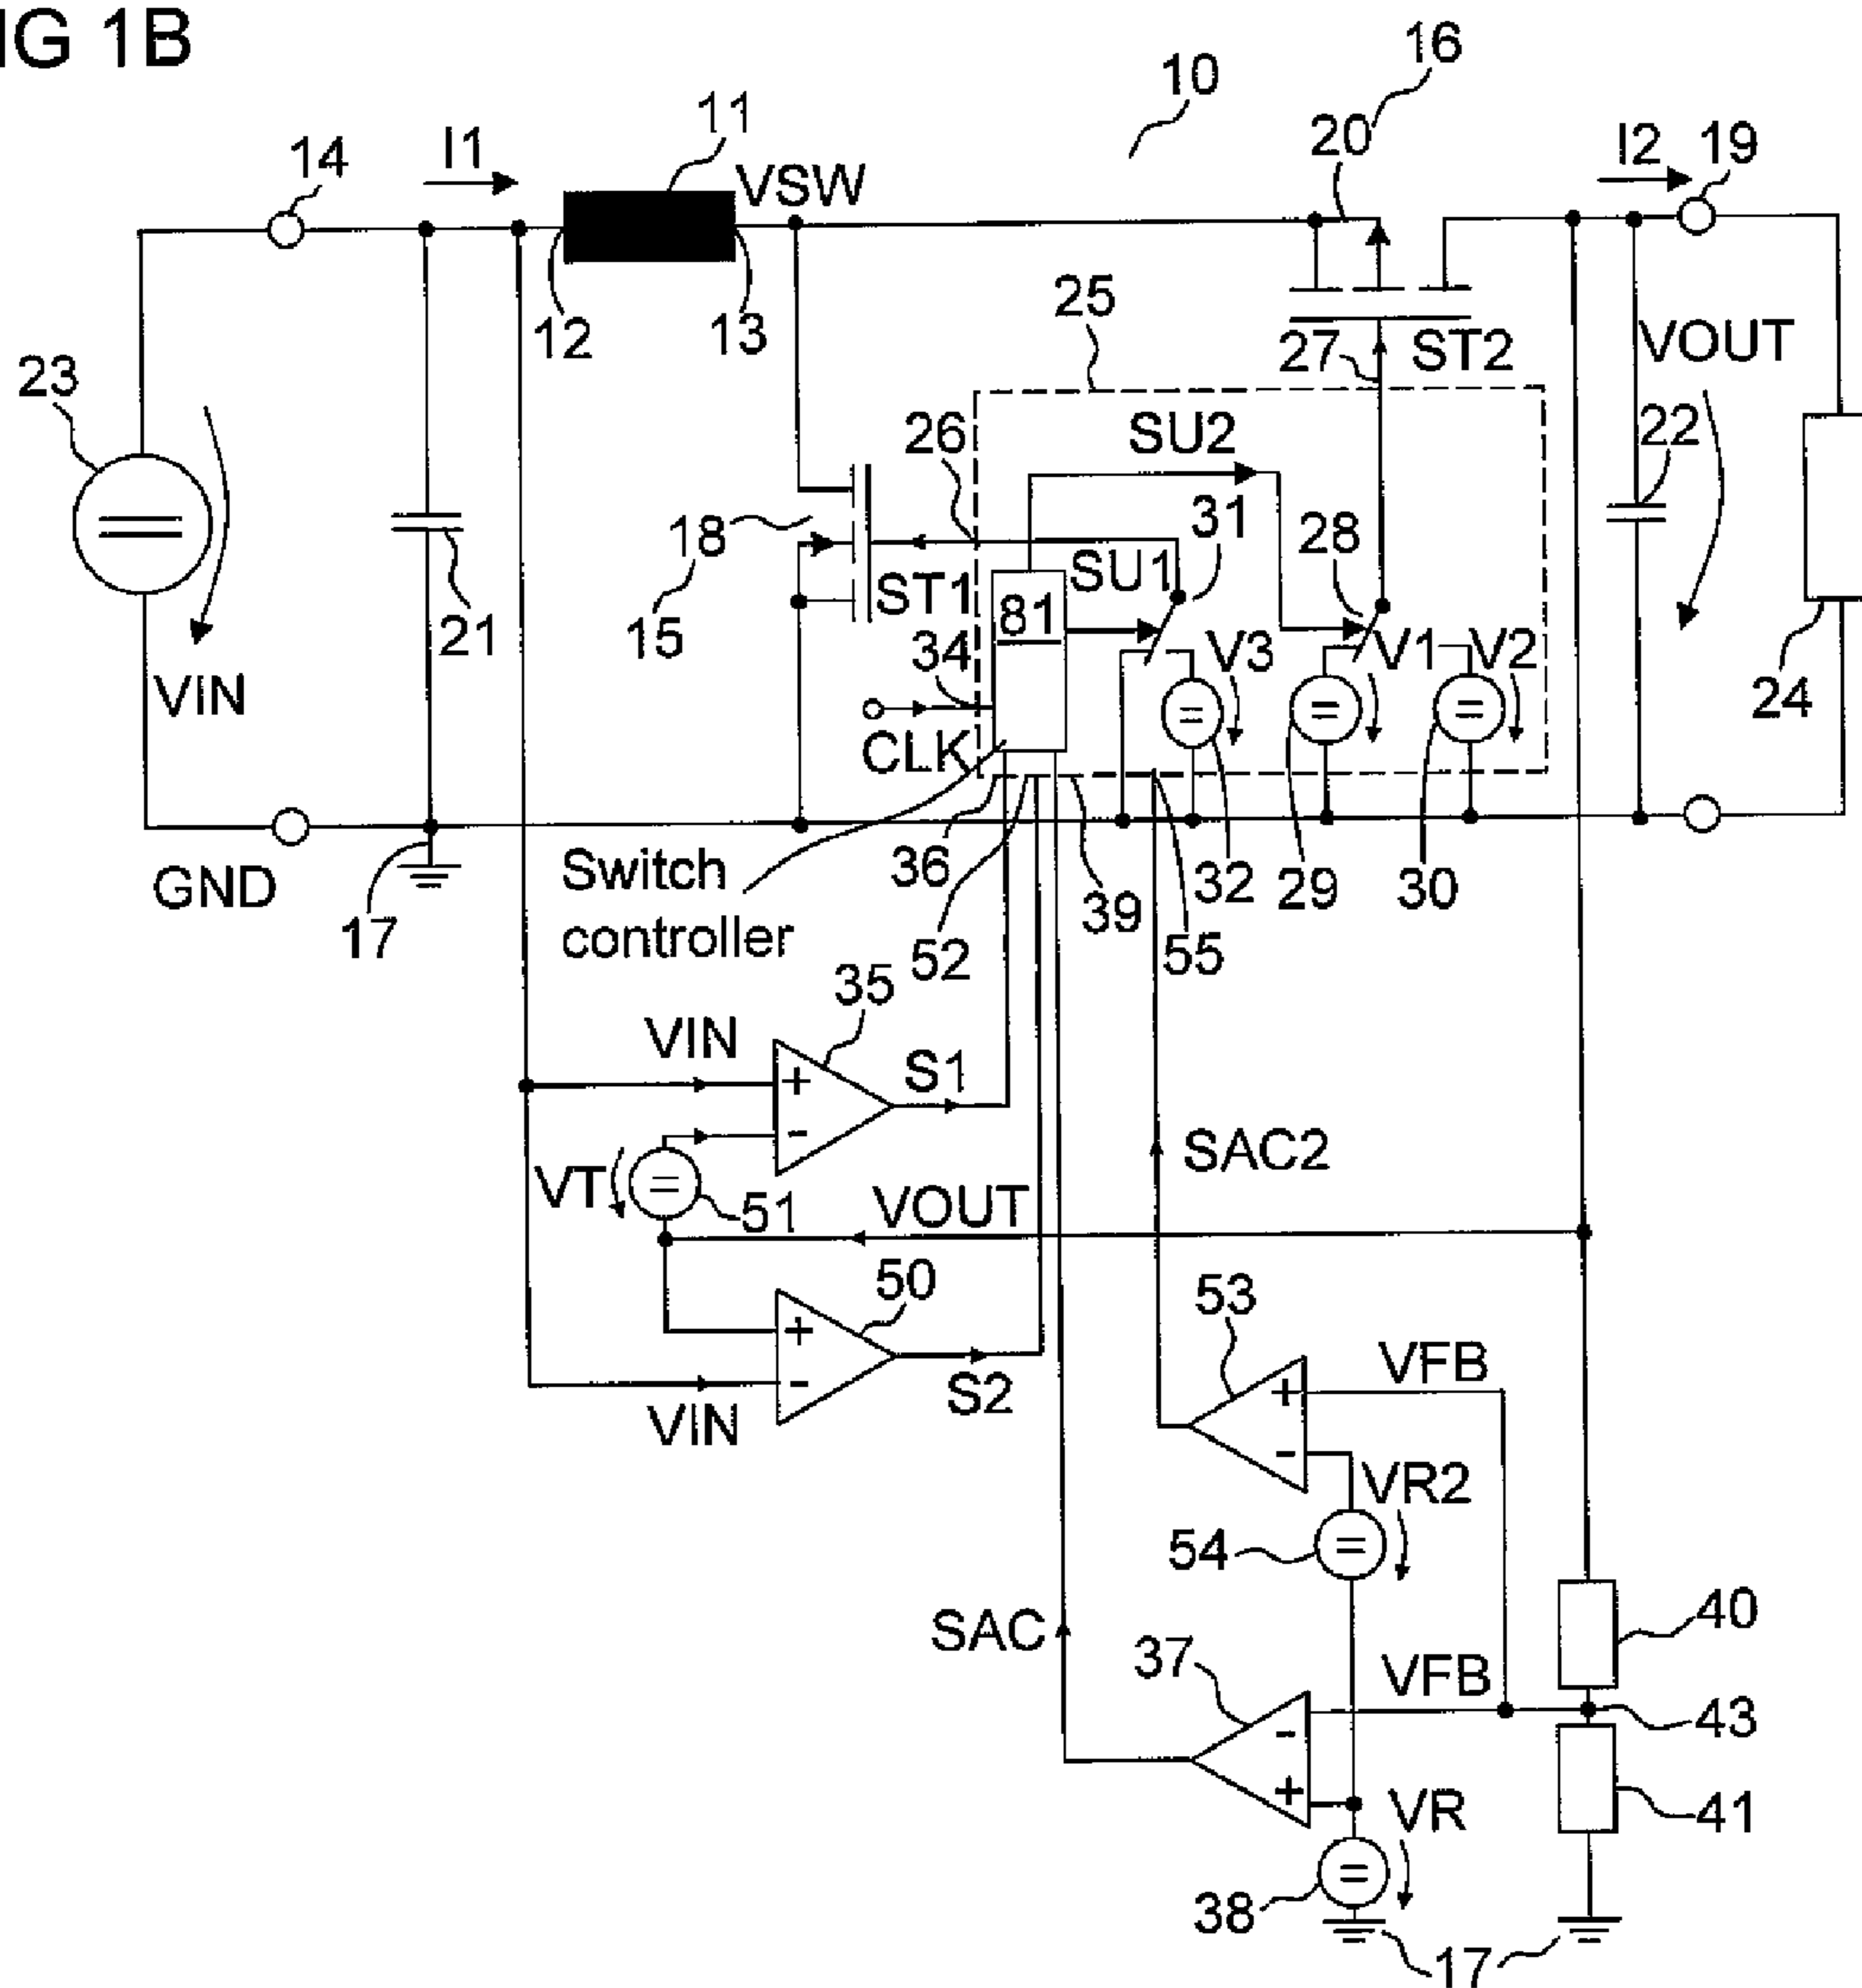 IG 1B
16
10
11
20
I1
I2
19
14
VSW
25
12
13
27
ST2
VOUT
23
26
SU2
22
31
28
18
SU1
ST1
81
15
21
34
V3
V1
V2
VIN
24
CLK
36
32
29
30
Switch
controller
GND
39
17
52
55
35
VIN
S1
+
-
SAC2
VT
51
VOUT
50
53
+
VFB
+
-
S2
VIN
-
VR2
54
40
SAC
37
VFB
43
-
+
VR
41
38
17